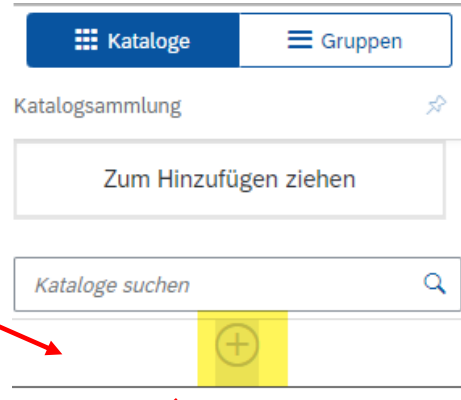 Kataloge Gruppen
Katalogsammlung
Zum Hinzufügen ziehen
Kataloge suchen